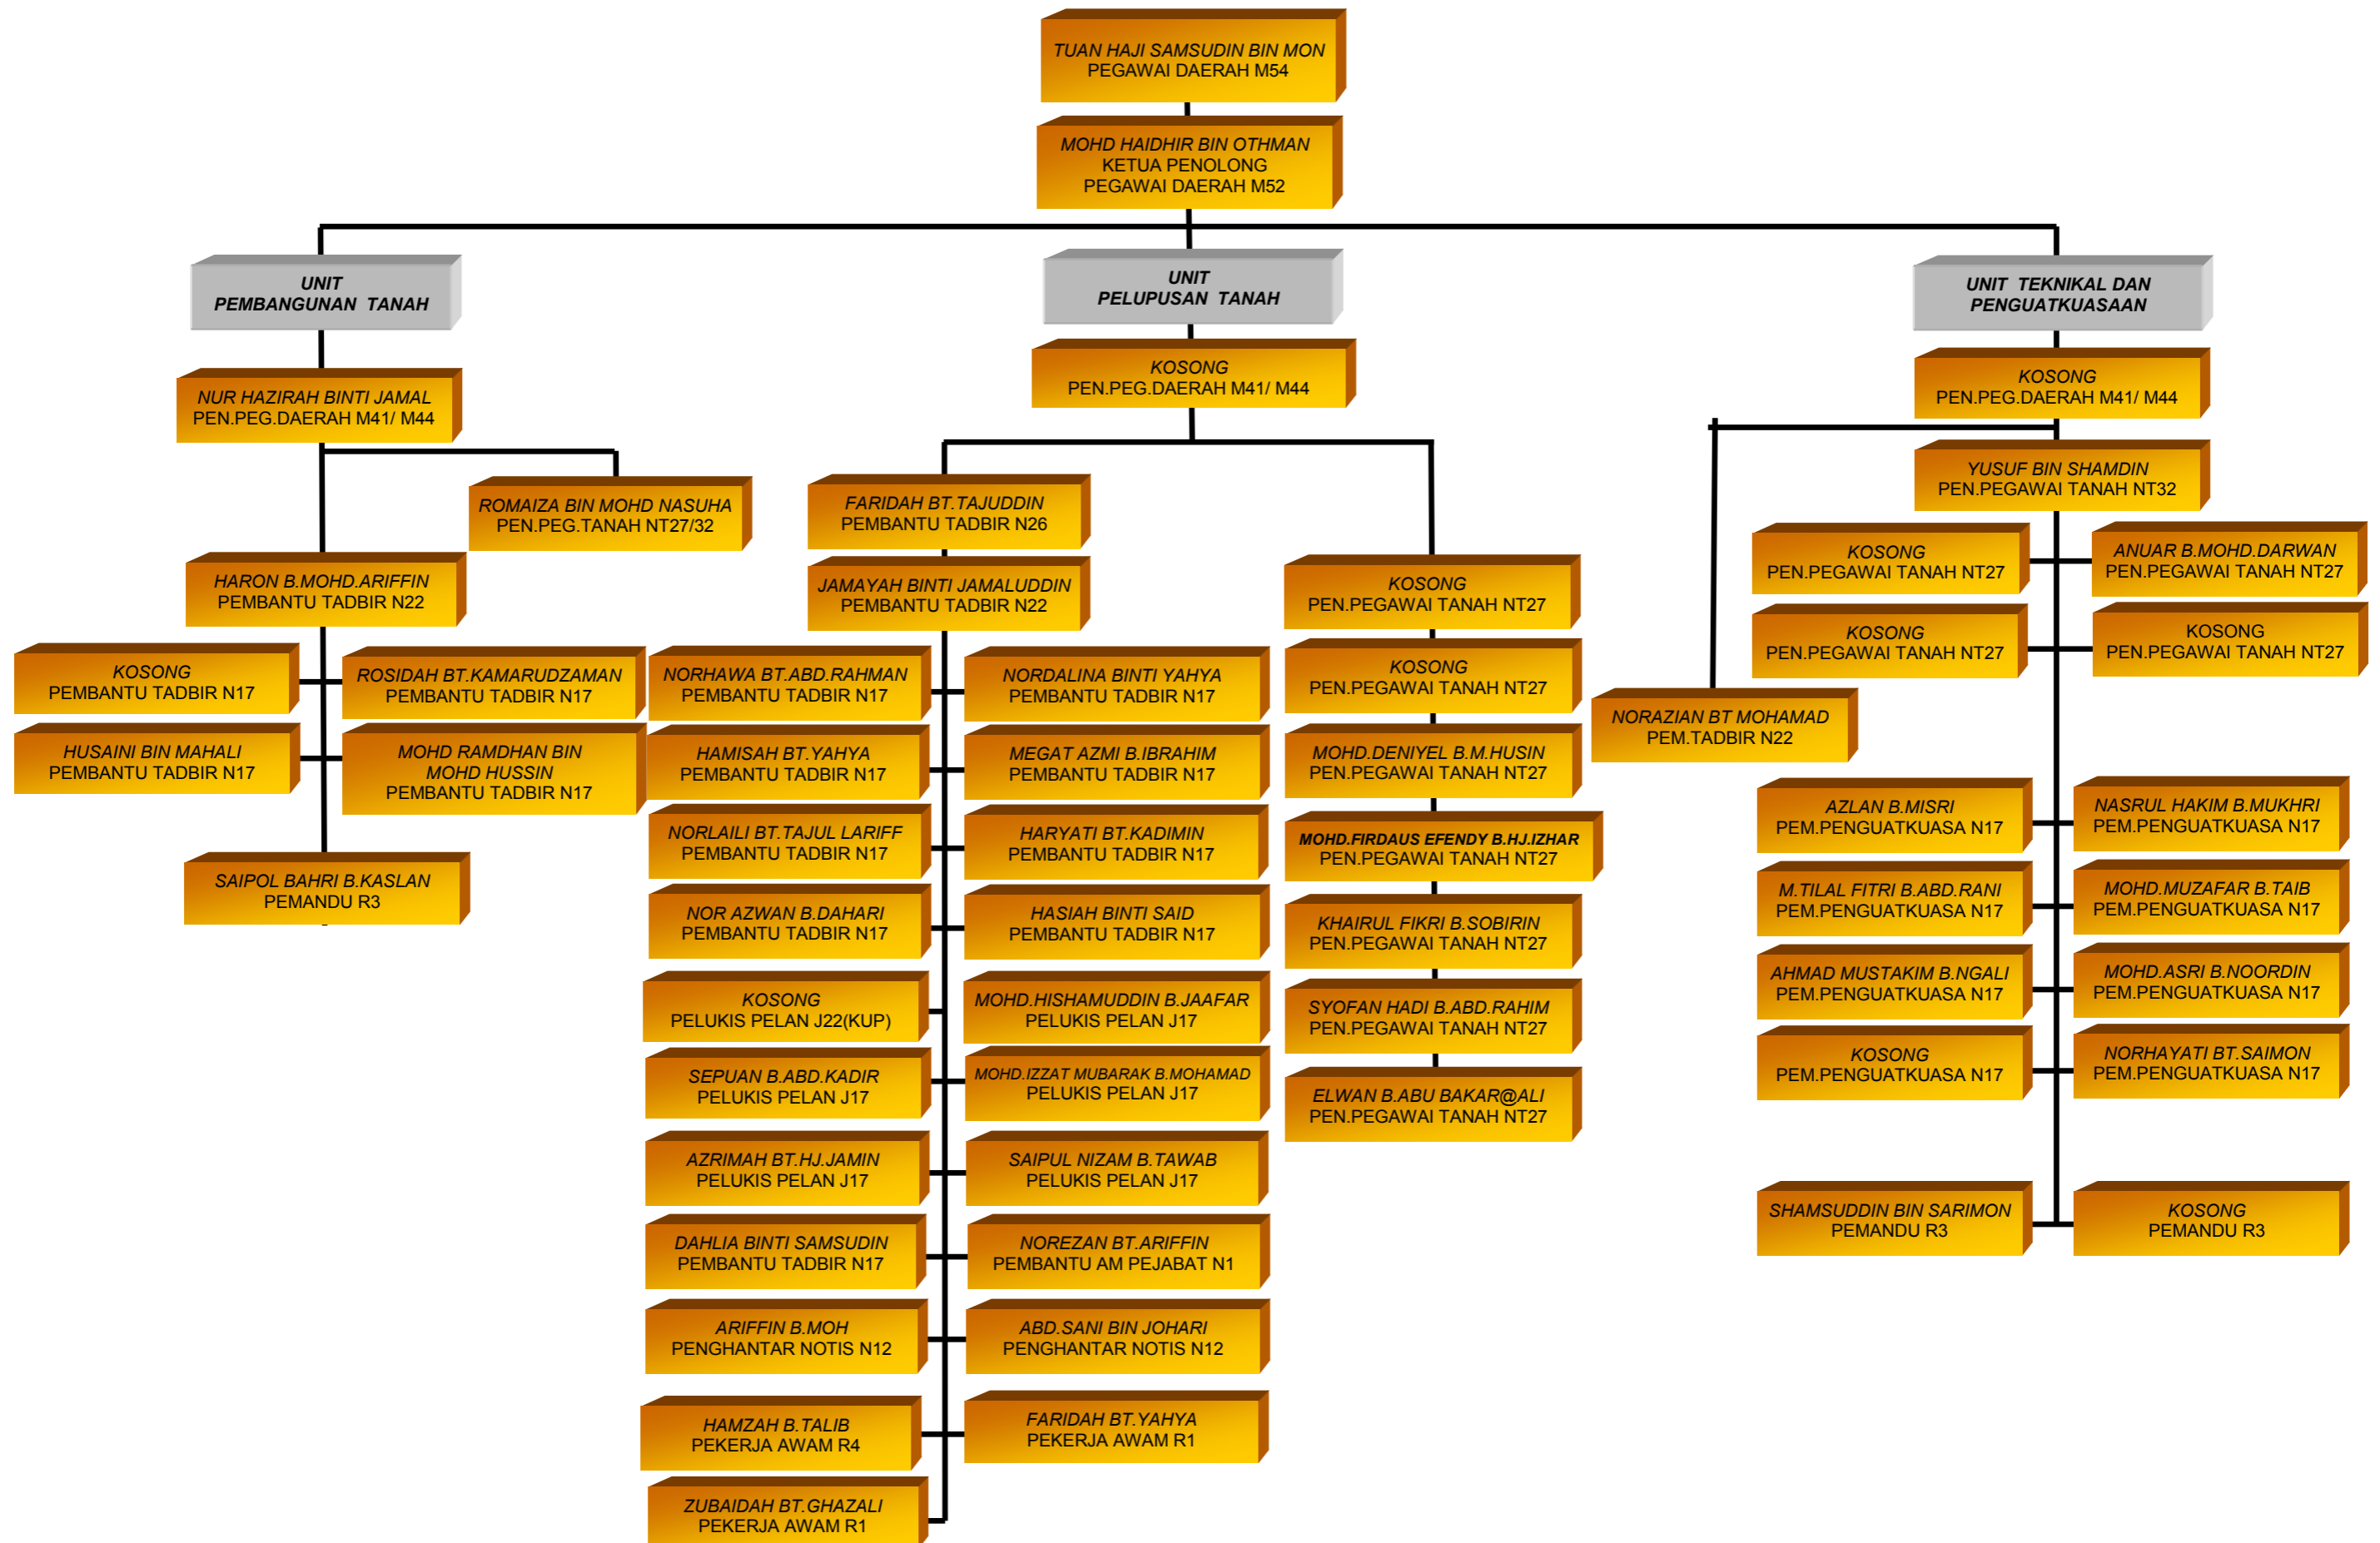 TUAN HAJI SAMSUDIN BIN MON
PEGAWAI DAERAH M54
MOHD HAIDHIR BIN OTHMAN
KETUA PENOLONG
PEGAWAI DAERAH M52
UNIT
PEMBANGUNAN TANAH
NUR HAZIRAH BINTI JAMAL
PEN.PEG.DAERAH M41/ M44
ROMAIZA BIN MOHD NASUHA
PEN.PEG.TANAH NT27/32
HARON B.MOHD.ARIFFIN
PEMBANTU TADBIR N22
KOSONG
PEMBANTU TADBIR N17
ROSIDAH BT.KAMARUDZAMAN
PEMBANTU TADBIR N17
HUSAINI BIN MAHALI
PEMBANTU TADBIR N17
MOHD RAMDHAN BIN
MOHD HUSSIN
PEMBANTU TADBIR N17
SAIPOL BAHRI B.KASLAN
PEMANDU R3
UNIT
PELUPUSAN TANAH
KOSONG
PEN.PEG.DAERAH M41/ M44
FARIDAH BT.TAJUDDIN
PEMBANTU TADBIR N26
JAMAYAH BINTI JAMALUDDIN
PEMBANTU TADBIR N22
NORHAWA BT.ABD.RAHMAN
PEMBANTU TADBIR N17
NORDALINA BINTI YAHYA
PEMBANTU TADBIR N17
HAMISAH BT.YAHYA
PEMBANTU TADBIR N17
MEGAT AZMI B.IBRAHIM
PEMBANTU TADBIR N17
NORLAILI BT.TAJUL LARIFF
PEMBANTU TADBIR N17
HARYATI BT.KADIMIN
PEMBANTU TADBIR N17
NOR AZWAN B.DAHARI
PEMBANTU TADBIR N17
HASIAH BINTI SAID
PEMBANTU TADBIR N17
KOSONG
PELUKIS PELAN J22(KUP)
MOHD.HISHAMUDDIN B.JAAFAR
PELUKIS PELAN J17
SEPUAN B.ABD.KADIR
PELUKIS PELAN J17
MOHD.IZZAT MUBARAK B.MOHAMAD
PELUKIS PELAN J17
AZRIMAH BT.HJ.JAMIN
PELUKIS PELAN J17
SAIPUL NIZAM B.TAWAB
PELUKIS PELAN J17
DAHLIA BINTI SAMSUDIN
PEMBANTU TADBIR N17
NOREZAN BT.ARIFFIN
PEMBANTU AM PEJABAT N1
ARIFFIN B.MOH
PENGHANTAR NOTIS N12
ABD.SANI BIN JOHARI
PENGHANTAR NOTIS N12
HAMZAH B.TALIB
PEKERJA AWAM R4
FARIDAH BT.YAHYA
PEKERJA AWAM R1
ZUBAIDAH BT.GHAZALI
PEKERJA AWAM R1
KOSONG
PEN.PEGAWAI TANAH NT27
KOSONG
PEN.PEGAWAI TANAH NT27
MOHD.DENIYEL B.M.HUSIN
PEN.PEGAWAI TANAH NT27
MOHD.FIRDAUS EFENDY B.HJ.IZHAR
PEN.PEGAWAI TANAH NT27
KHAIRUL FIKRI B.SOBIRIN
PEN.PEGAWAI TANAH NT27
SYOFAN HADI B.ABD.RAHIM
PEN.PEGAWAI TANAH NT27
ELWAN B.ABU BAKAR@ALI
PEN.PEGAWAI TANAH NT27
UNIT TEKNIKAL DAN
PENGUATKUASAAN
KOSONG
PEN.PEG.DAERAH M41/ M44
YUSUF BIN SHAMDIN
PEN.PEGAWAI TANAH NT32
KOSONG
PEN.PEGAWAI TANAH NT27
ANUAR B.MOHD.DARWAN
PEN.PEGAWAI TANAH NT27
KOSONG
PEN.PEGAWAI TANAH NT27
KOSONG
PEN.PEGAWAI TANAH NT27
NORAZIAN BT MOHAMAD
PEM.TADBIR N22
AZLAN B.MISRI
PEM.PENGUATKUASA N17
NASRUL HAKIM B.MUKHRI
PEM.PENGUATKUASA N17
M.TILAL FITRI B.ABD.RANI
PEM.PENGUATKUASA N17
MOHD.MUZAFAR B.TAIB
PEM.PENGUATKUASA N17
AHMAD MUSTAKIM B.NGALI
PEM.PENGUATKUASA N17
MOHD.ASRI B.NOORDIN
PEM.PENGUATKUASA N17
KOSONG
PEM.PENGUATKUASA N17
NORHAYATI BT.SAIMON
PEM.PENGUATKUASA N17
SHAMSUDDIN BIN SARIMON
PEMANDU R3
KOSONG
PEMANDU R3